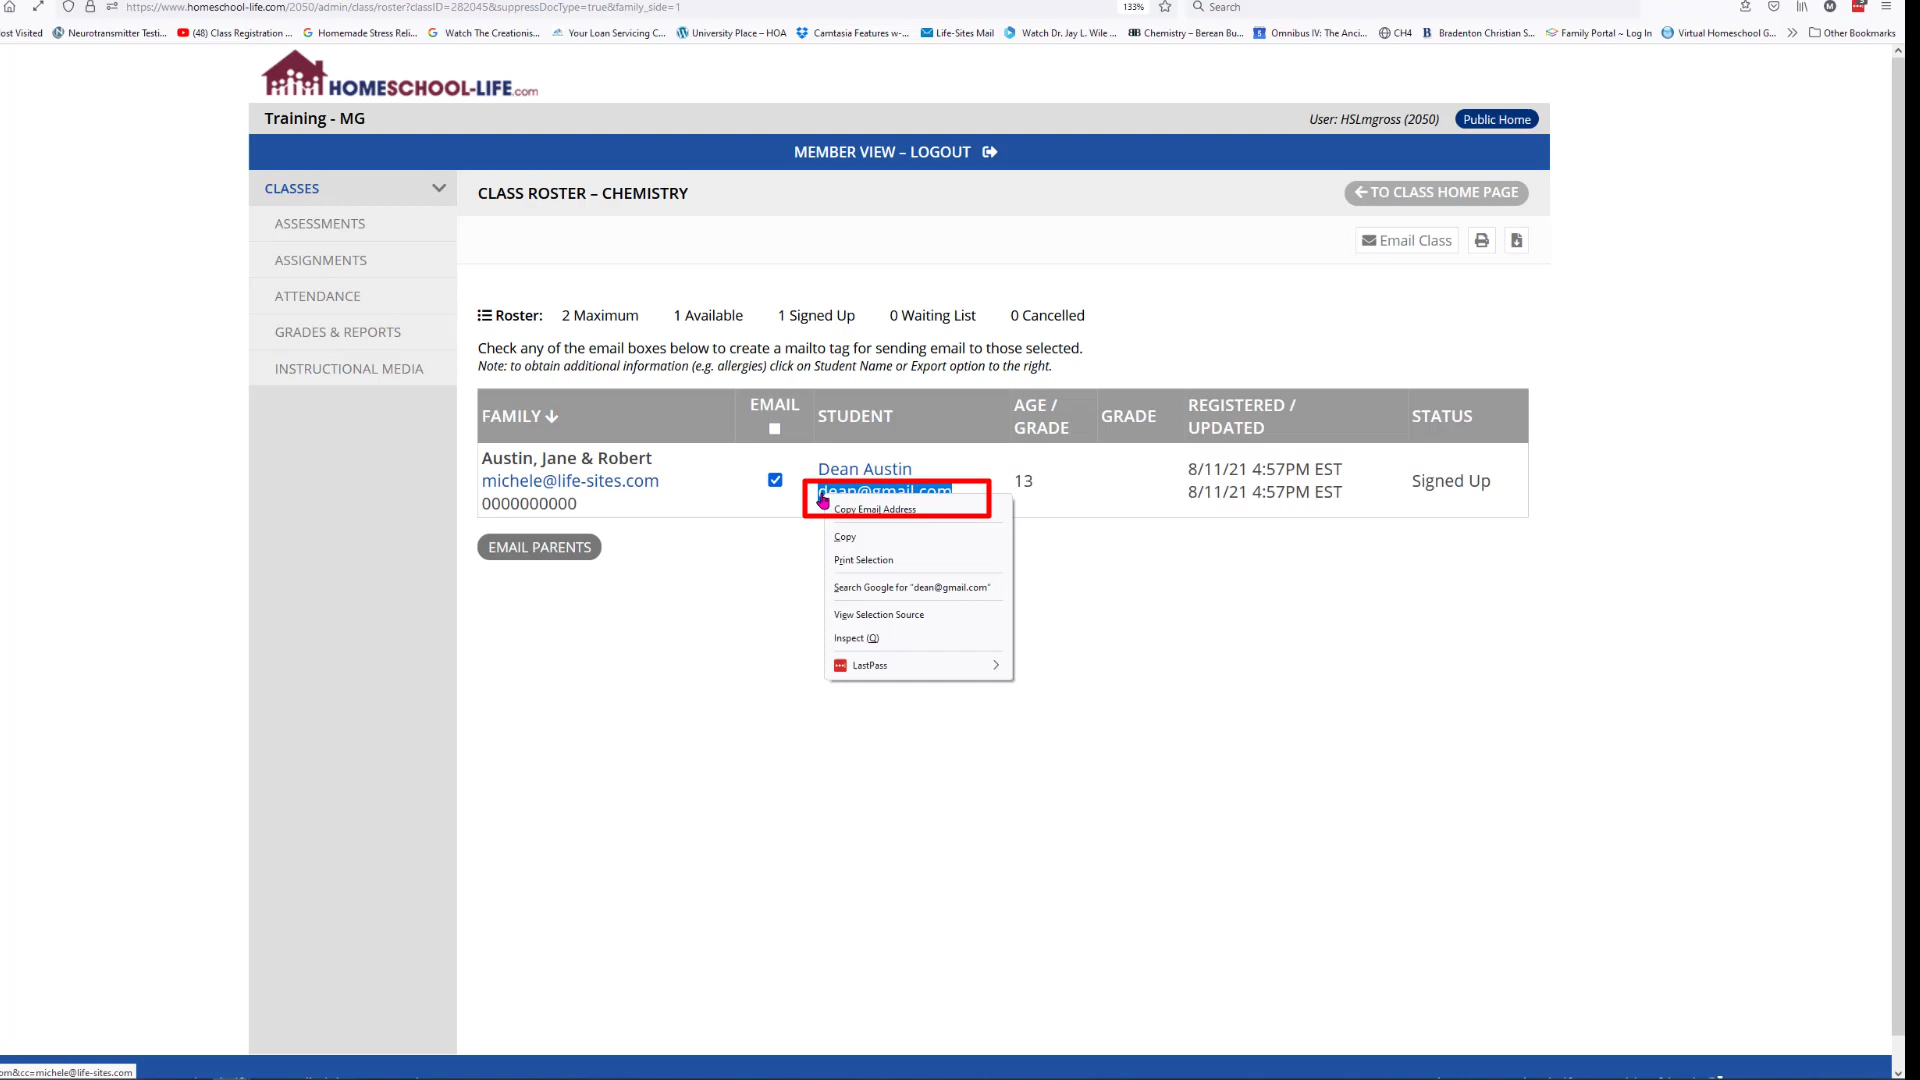 https://www.homeschool-life.com/2050/admin/class/roster?classID=282045&suppressDocType=true&family_side=1
133%
Search
ost Visited
Neurotransmitter Testi...
(48) Class Registration ...
Homemade Stress Reli...
Watch The Creationis...
Your Loan Servicing C...
University Place – HOA
Camtasia Features w-...
Life-Sites Mail
Watch Dr. Jay L. Wile ...
Chemistry – Berean Bu...
Omnibus IV: The Anci...
CH4
Bradenton Christian S...
Family Portal ~ Log In
Virtual Homeschool G...
Other Bookmarks
HOMESCHOOL-LIFE.com
Training - MG
User: HSLmgross (2050)
Public Home
MEMBER VIEW – LOGOUT
CLASSES
ASSESSMENTS
ASSIGNMENTS
ATTENDANCE
GRADES & REPORTS
INSTRUCTIONAL MEDIA
CLASS ROSTER – CHEMISTRY
TO CLASS HOME PAGE
Email Class
Roster: 2 Maximum 1 Available 1 Signed Up 0 Waiting List 0 Cancelled
Check any of the email boxes below to create a mailto tag for sending email to those selected.
Note: to obtain additional information (e.g. allergies) click on Student Name or Export option to the right.
FAMILY
EMAIL
STUDENT
AGE /
GRADE
GRADE
REGISTERED /
UPDATED
STATUS
Austin, Jane & Robert
michele@life-sites.com
0000000000
Dean Austin
dean@gmail.com
13
8/11/21 4:57PM EST
8/11/21 4:57PM EST
Signed Up
EMAIL PARENTS
Copy Email Address
Copy
Print Selection
Search Google for "dean@gmail.com"
View Selection Source
Inspect (Q)
LastPass
om&cc=michele@life-sites.com